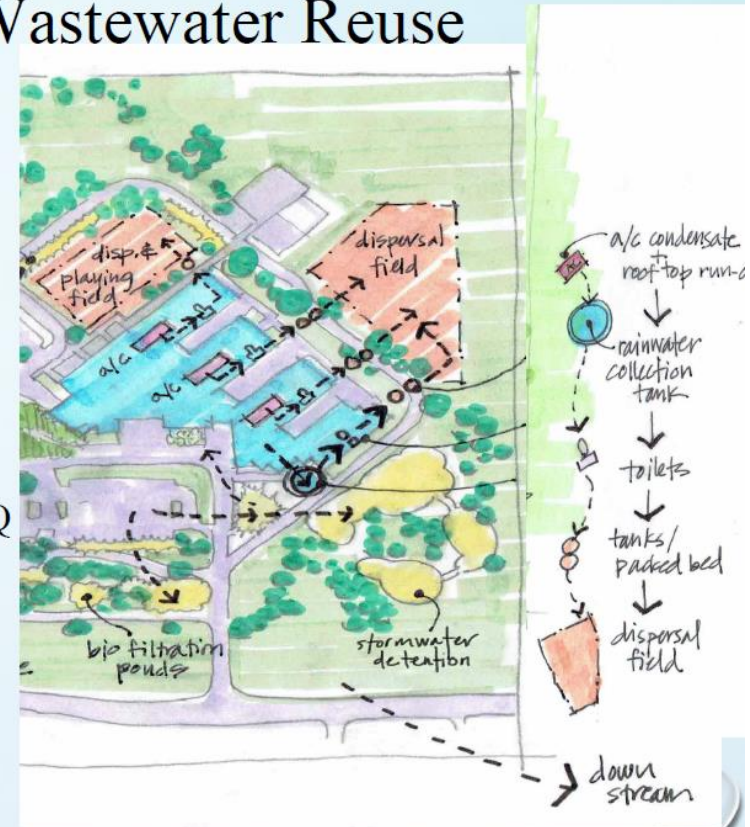 Wastewater Reuse
disp. &
playing
field
dispersal
field
a/c
a/c
bio filtration
ponds
stormwater
detention
Q
a/c condensate
+
roof top run-o
rainwater
collection
tank
toilets
tanks/
packed bed
dispersal
field
down
stream